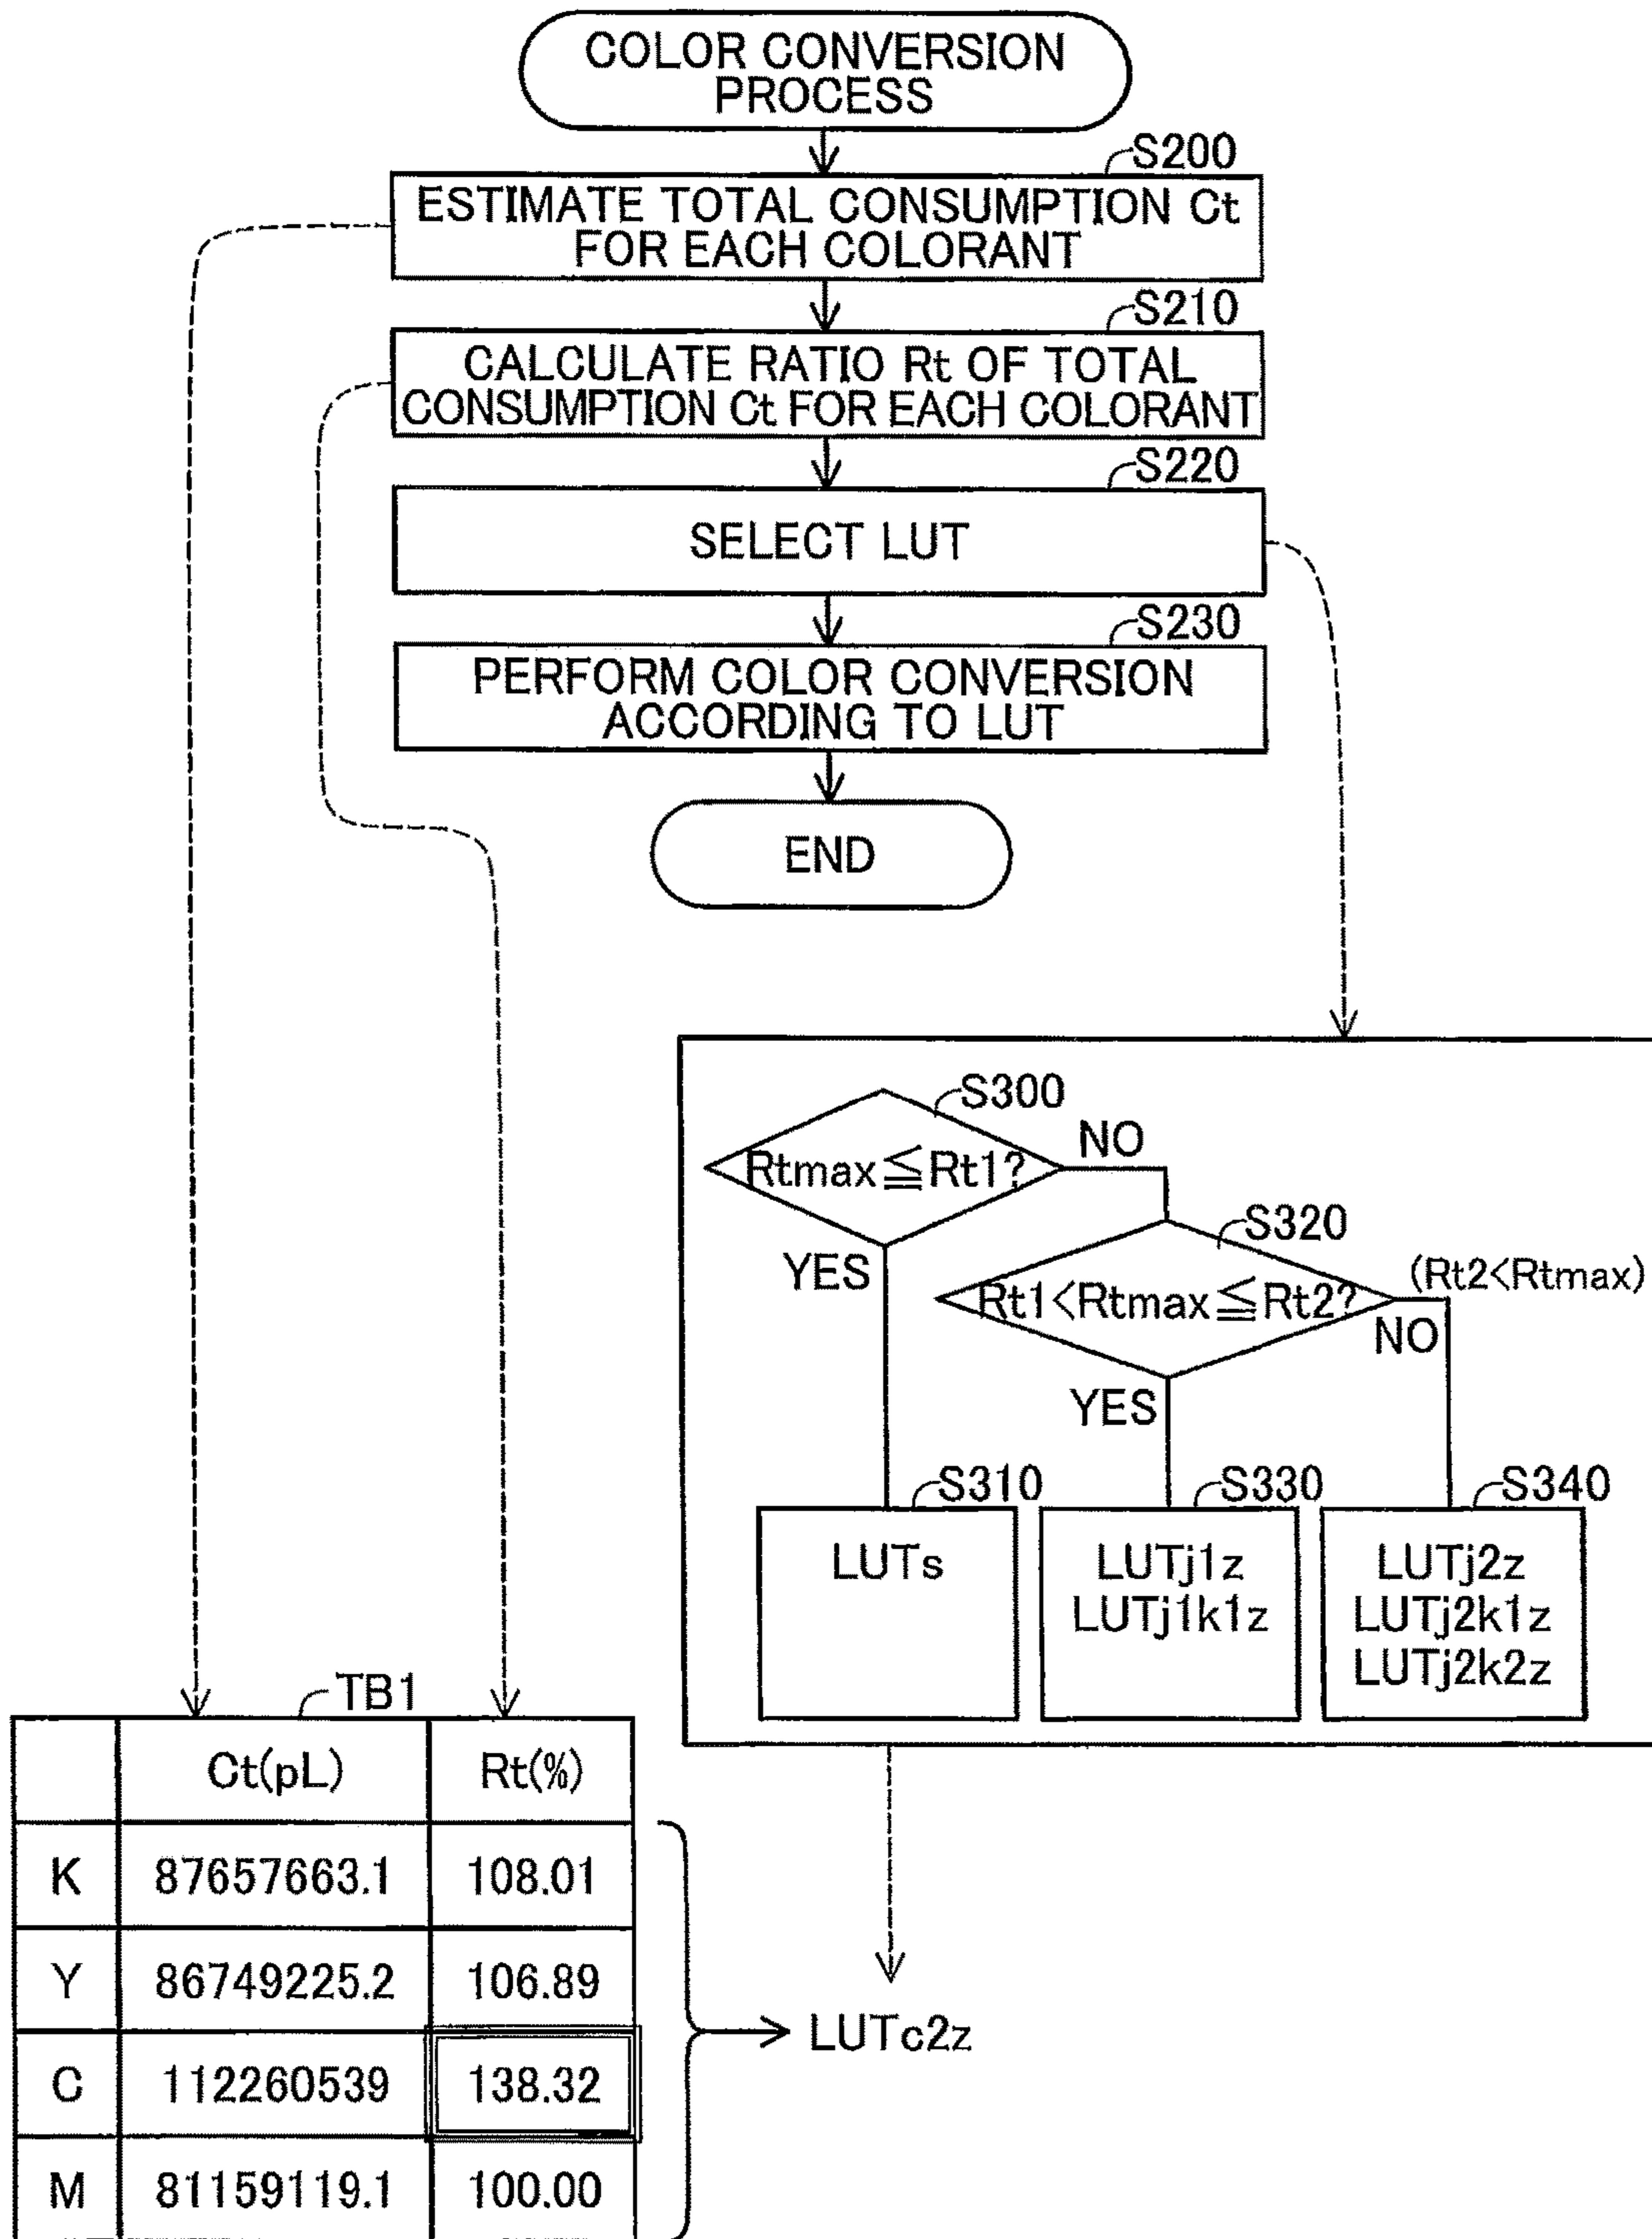 COLOR CONVERSION
PROCESS
S200
ESTIMATE TOTAL CONSUMPTION Ct
FOR EACH COLORANT
S210
CALCULATE RATIO Rt OF TOTAL
CONSUMPTION Ct FOR EACH COLORANT
S220
SELECT LUT
S230
PERFORM COLOR CONVERSION
ACCORDING TO LUT
END
S300
Rtmax≦Rt1?
NO
YES
S320
Rt1<Rtmax≦Rt2?
(Rt2<Rtmax)
NO
YES
S310
LUTs
S330
LUTj1z
LUTj1k1z
S340
LUTj2z
LUTj2k1z
LUTj2k2z
TB1
Ct(pL) Rt(%)
K 87657663.1 108.01
Y 86749225.2 106.89
C 112260539 138.32
M 81159119.1 100.00
LUTc2z